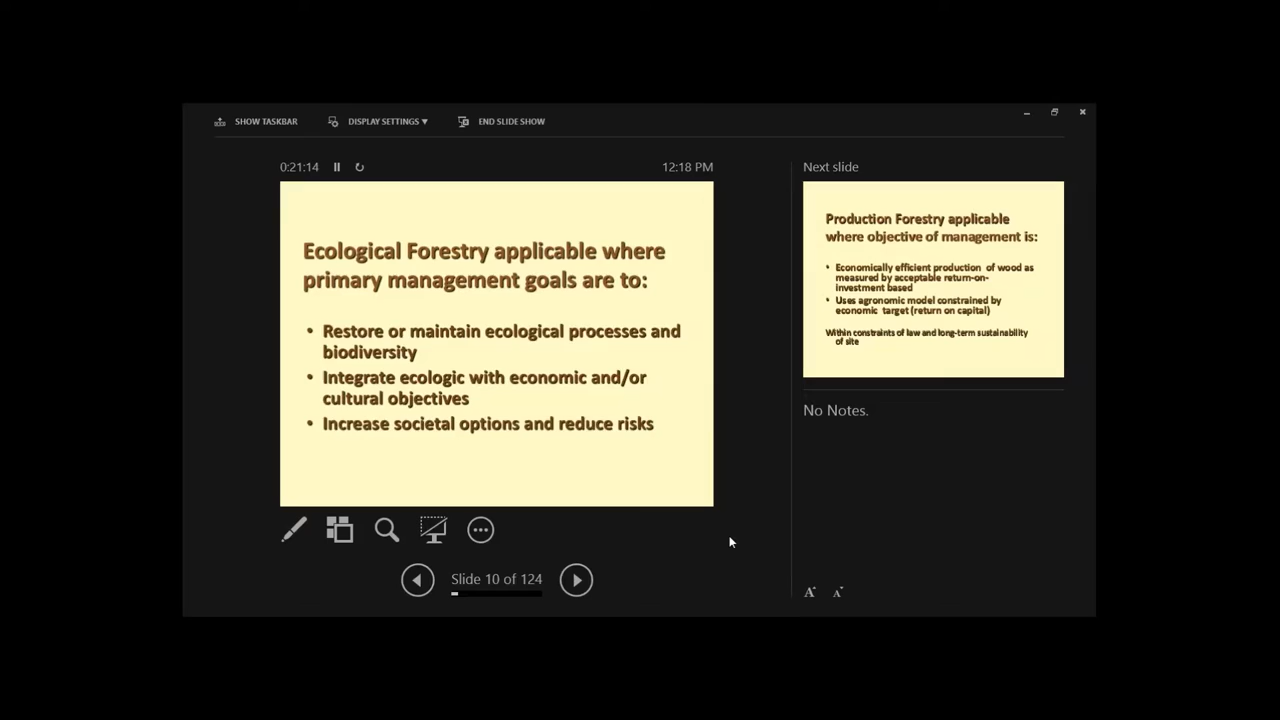 SHOW TASKBAR
DISPLAY SETTINGS ▼
END SLIDE SHOW
0:21:14
12:18 PM
Ecological Forestry applicable where
primary management goals are to:
• Restore or maintain ecological processes and
biodiversity
• Integrate ecologic with economic and/or
cultural objectives
• Increase societal options and reduce risks
Slide 10 of 124
Next slide
Production Forestry applicable
where objective of management is:
• Economically efficient production of wood as
measured by acceptable return-on-
investment based
• Uses agronomic model constrained by
economic target (return on capital)
Within constraints of law and long-term sustainability
of site
No Notes.
A A